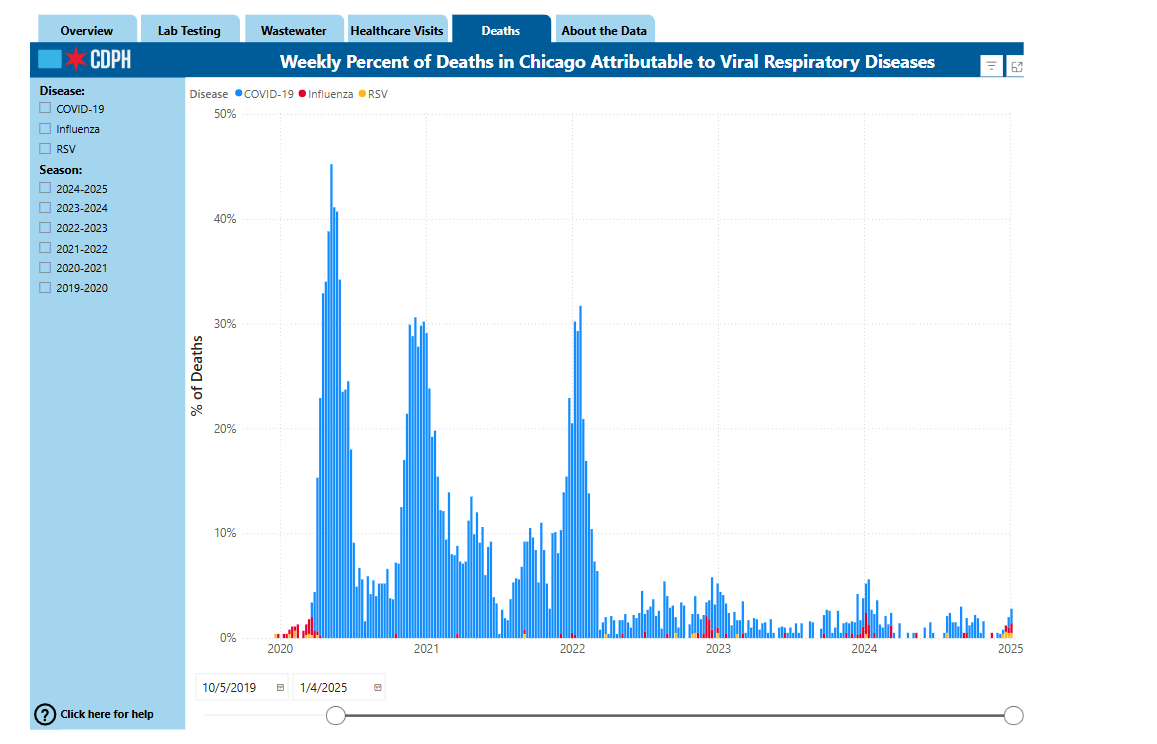 Overview Lab Testing Wastewater Healthcare Visits Deaths About the Data
CDPH Weekly Percent of Deaths in Chicago Attributable to Viral Respiratory Diseases
Disease:
COVID-19
Influenza
RSV
Season:
2024-2025
2023-2024
2022-2023
2021-2022
2020-2021
2019-2020
Disease COVID-19 Influenza RSV
50%
40%
30%
20%
10%
0%
% of Deaths
2020 2021 2022 2023 2024 2025
10/5/2019 1/4/2025
? Click here for help